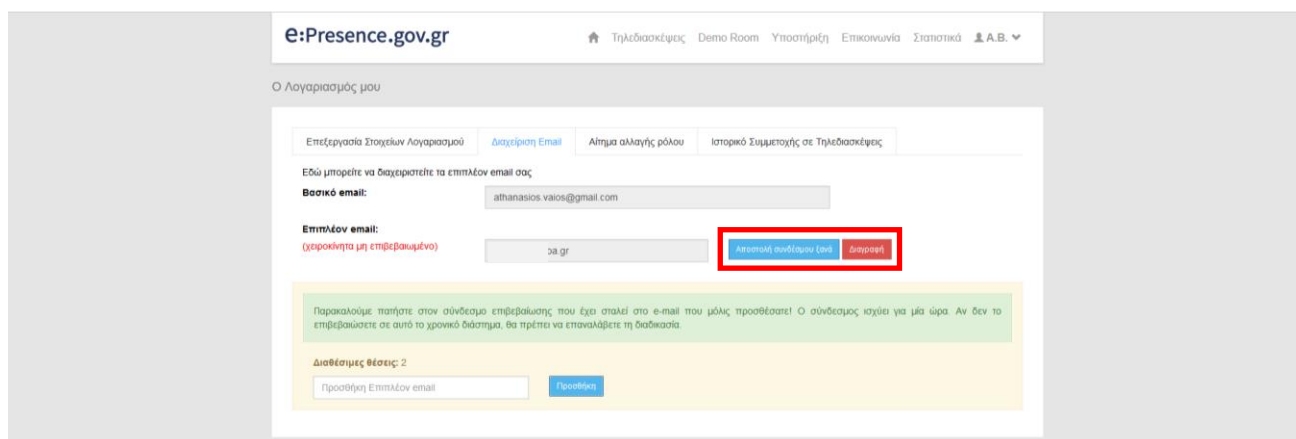 e:Presence.gov.gr
Τηλεδιασκέψεις Demo Room Υποστήριξη Επικοινωνία Στατιστικά A.B.
Ο Λογαριασμός μου
Επεξεργασία Στοιχείων Λογαριασμού Διαχείριση Email Αίτημα αλλαγής ρόλου Ιστορικό Συμμετοχής σε Τηλεδιασκέψεις
Εδώ μπορείτε να διαχειριστείτε τα επιπλέον email σας
Βασικό email: athanasios.vaios@gmail.com
Επιπλέον email:
(χειροκίνητα μη επιβεβαιωμένο) pa.gr Αποστολή συνδέσμου ξανά Διαγραφή
Παρακαλούμε πατήστε στον σύνδεσμο επιβεβαίωσης που έχει σταλεί στο e-mail που μόλις προσθέσατε! Ο σύνδεσμος ισχύει για μία ώρα. Αν δεν το
επιβεβαιώσετε σε αυτό το χρονικό διάστημα, θα πρέπει να επαναλάβετε τη διαδικασία.
Διαθέσιμες θέσεις: 2
Προσθήκη Επιπλέον email Προσθήκη